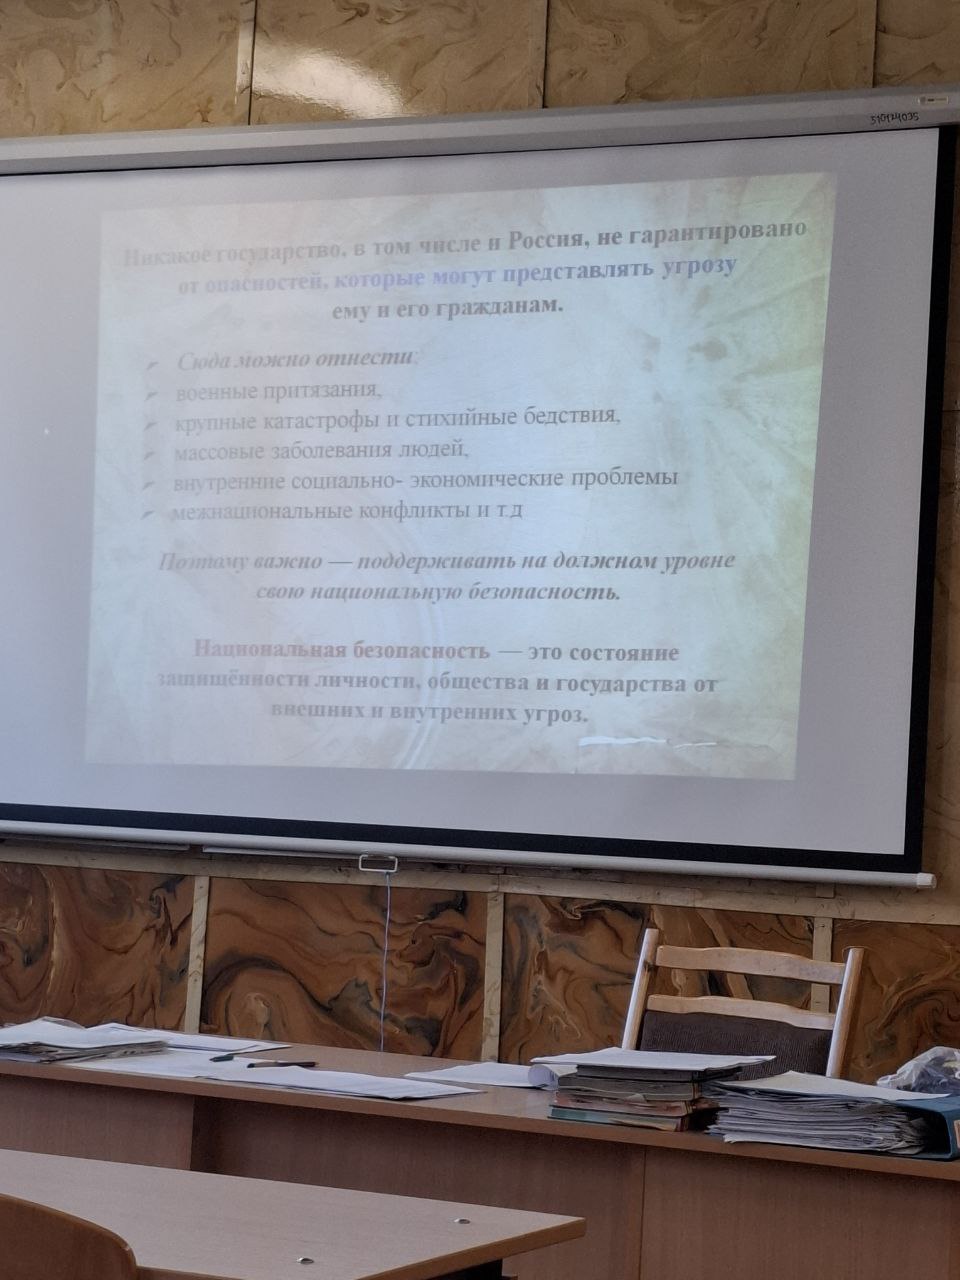 310124035
Никакое государство, в том числе и Россия, не гарантировано
от опасностей, которые могут представлять угрозу
ему и его гражданам.
Сюда можно отнести:
военные притязания,
крупные катастрофы и стихийные бедствия,
массовые заболевания людей,
внутренние социально- экономические проблемы
межнациональные конфликты и т.д
Поэтому важно — поддерживать на должном уровне
свою национальную безопасность.
Национальная безопасность — это состояние
защищённости личности, общества и государства от
внешних и внутренних угроз.